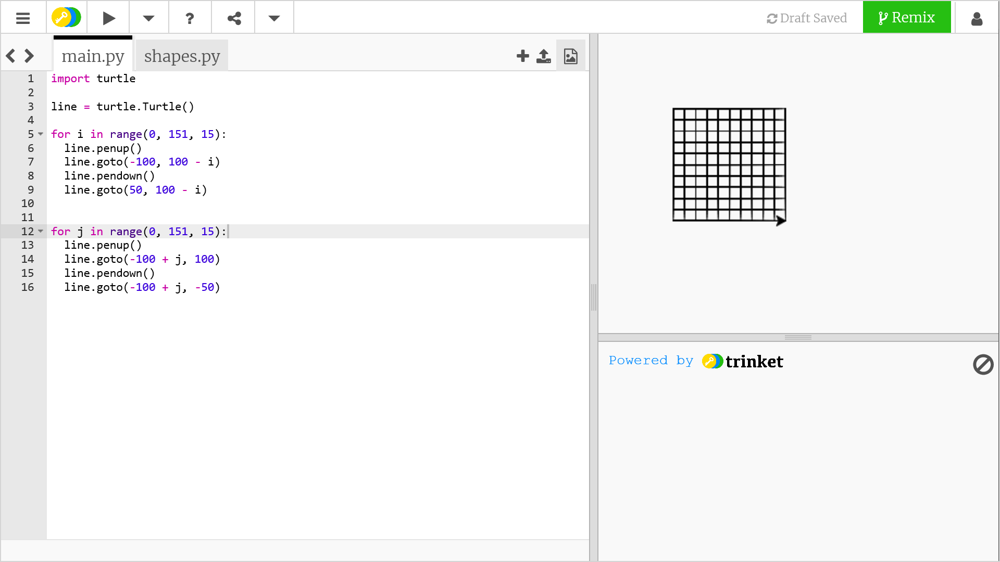 ? Draft Saved Remix
main.py shapes.py
1 import turtle
2
3 line = turtle.Turtle()
4
5 for i in range(0, 151, 15):
6   line.penup()
7   line.goto(-100, 100 - i)
8   line.pendown()
9   line.goto(50, 100 - i)
10
11
12 for j in range(0, 151, 15):
13   line.penup()
14   line.goto(-100 + j, 100)
15   line.pendown()
16   line.goto(-100 + j, -50)
Powered by trinket